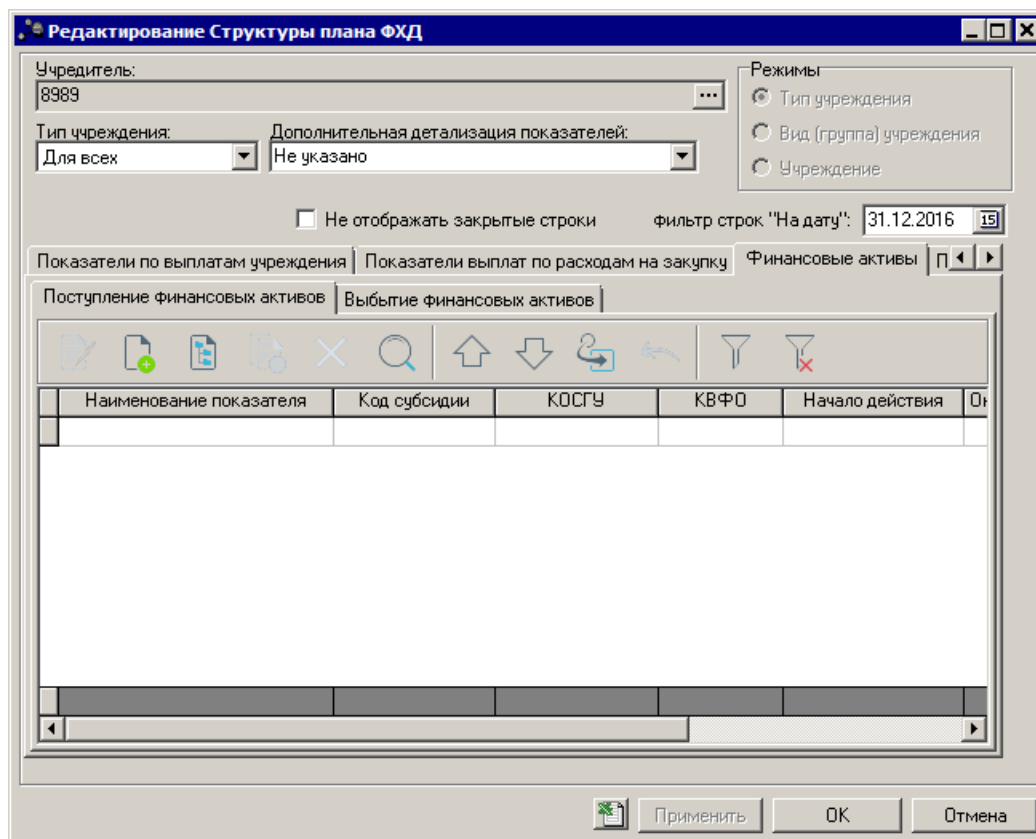 Редактирование Структуры плана ФХД
Учредитель:
8989
Режимы
Тип учреждения
Вид (группа) учреждения
Учреждение
Тип учреждения:
Дополнительная детализация показателей:
Для всех
Не указано
Не отображать закрытые строки
фильтр строк "На дату":
31.12.2016
15
Показатели по выплатам учреждения
Показатели выплат по расходам на закупку
Финансовые активы
П
Поступление финансовых активов
Выбытие финансовых активов
Наименование показателя
Код субсидии
КОСГУ
КВФО
Начало действия
Он
Применить
ОК
Отмена